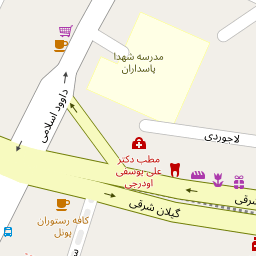 مدرسه شهدا
پاسداران
داوود اسلامی
لاجوردی
مطب دکتر
علی یوسفی
اودرجی
گیلان شرقی
کافه رستوران
پونل